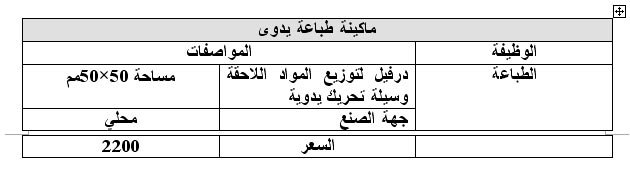 ماكينة طباعة يدوى
الوظيفة المواصفات
الطباعة درفيل لتوزيع المواد اللاحقة مساحة 50×50مم
وسيلة تحريك يدوية
جهة الصنع محلي
السعر 2200